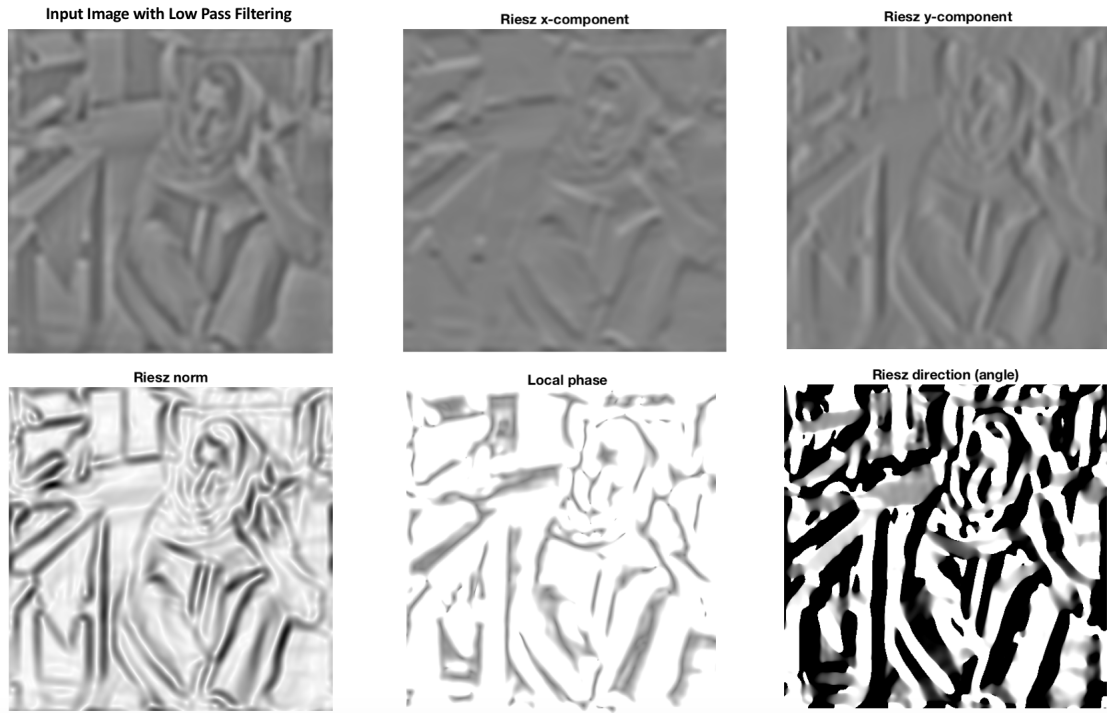 Input Image with Low Pass Filtering
Riesz x-component
Riesz y-component
Riesz norm
Local phase
Riesz direction (angle)